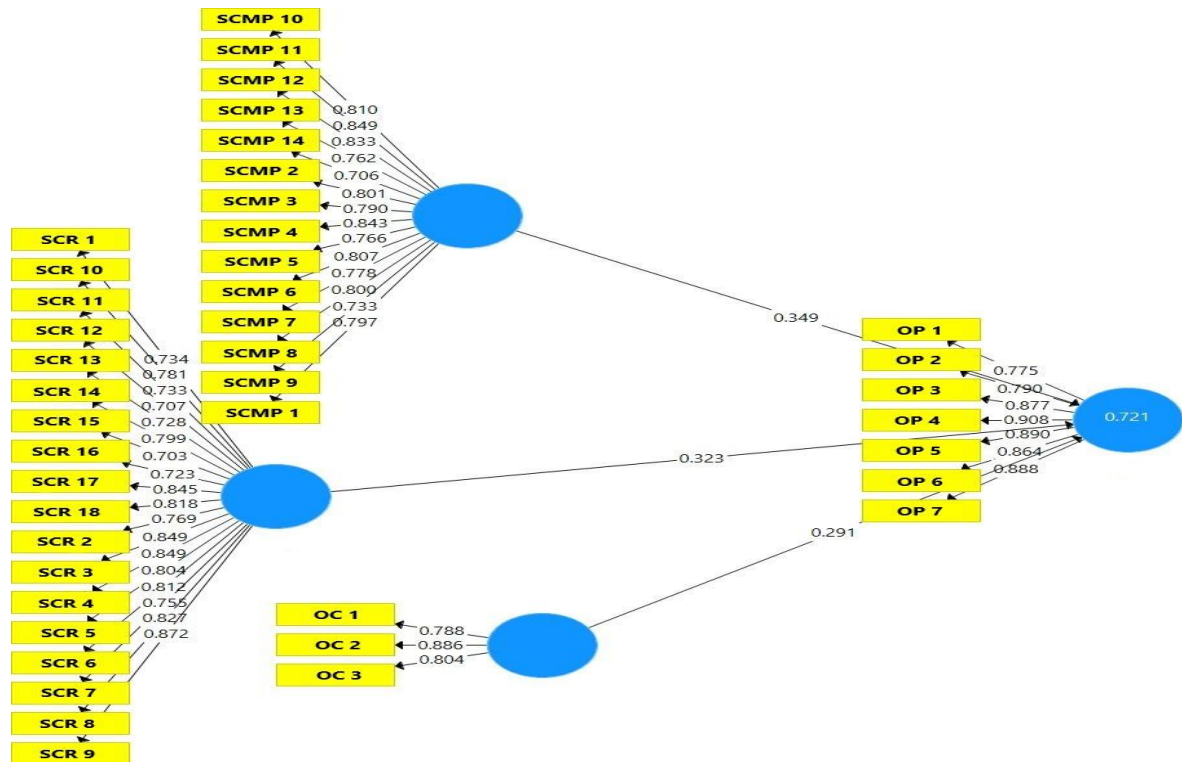 SCMP 10
SCMP 11
SCMP 12
SCMP 13
SCMP 14
SCMP 2
SCMP 3
SCMP 4
SCMP 5
SCMP 6
SCMP 7
SCMP 8
SCMP 9
SCMP 1
0.810
0.849
0.833
0.762
0.706
0.801
0.790
0.843
0.766
0.807
0.778
0.800
0.733
0.797
SCR 1
SCR 10
SCR 11
SCR 12
SCR 13
SCR 14
SCR 15
SCR 16
SCR 17
SCR 18
SCR 2
SCR 3
SCR 4
SCR 5
SCR 6
SCR 7
SCR 8
SCR 9
0.734
0.781
0.733
0.707
0.728
0.799
0.703
0.723
0.845
0.818
0.769
0.849
0.849
0.804
0.812
0.755
0.827
0.872
OC 1
OC 2
OC 3
0.788
0.886
0.804
0.349
0.323
0.291
OP 1
OP 2
OP 3
OP 4
OP 5
OP 6
OP 7
0.775
0.790
0.877
0.908
0.890
0.864
0.888
0.721